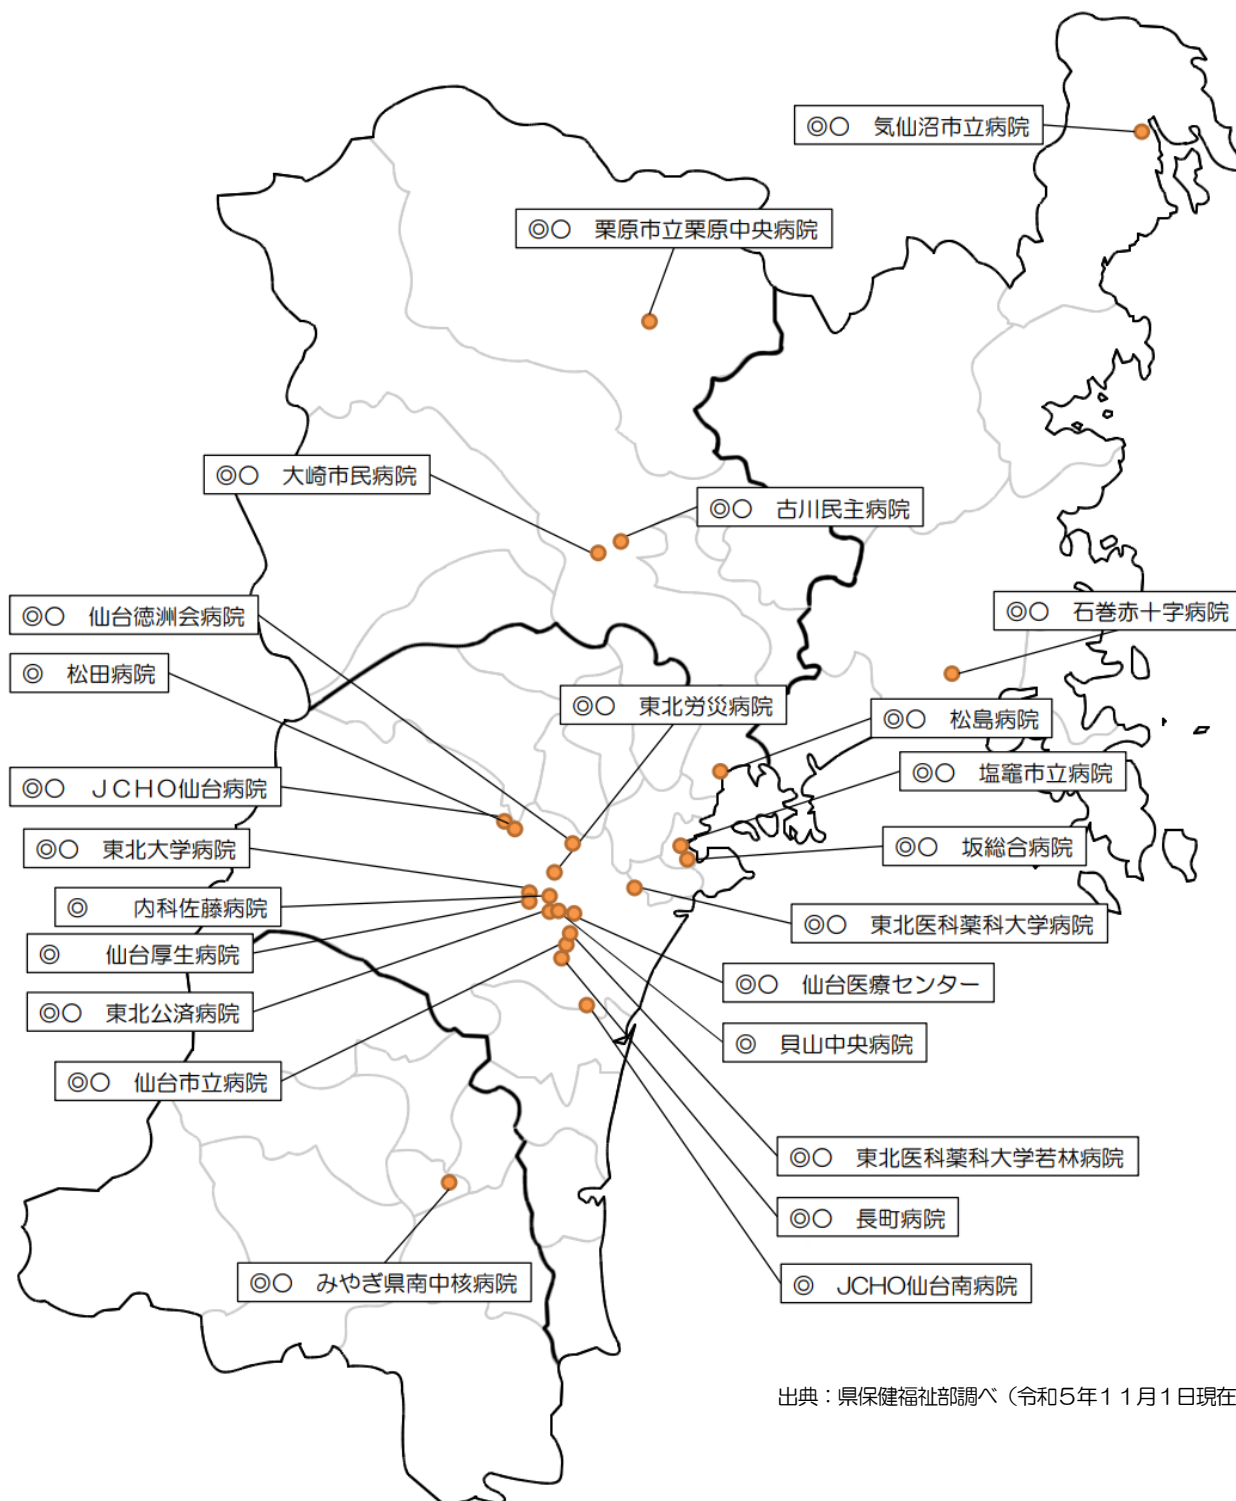 ◎○　気仙沼市立病院
◎○　栗原市立栗原中央病院
◎○　大崎市民病院
◎○　古川民主病院
◎○　仙台徳洲会病院
◎○　石巻赤十字病院
◎　松田病院
◎○　東北労災病院
◎○　松島病院
◎○　塩竈市立病院
◎○　ＪＣＨＯ仙台病院
◎○　東北大学病院
◎○　坂総合病院
◎　内科佐藤病院
◎○　東北医科薬科大学病院
◎　仙台厚生病院
◎○　仙台医療センター
◎○　東北公済病院
◎　貝山中央病院
◎○　仙台市立病院
◎○　東北医科薬科大学若林病院
◎○　長町病院
◎○　みやぎ県南中核病院
◎　JCHO仙台南病院
出典：県保健福祉部調べ（令和５年１１月１日現在